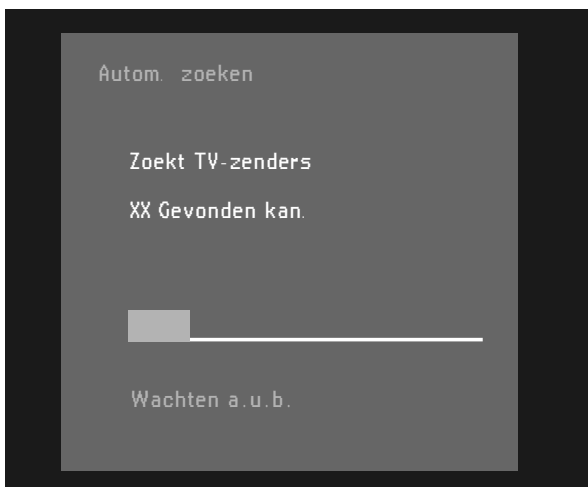 Autom. zoeken
Zoekt TV-zenders
XX Gevonden kan.
Wachten a.u.b.